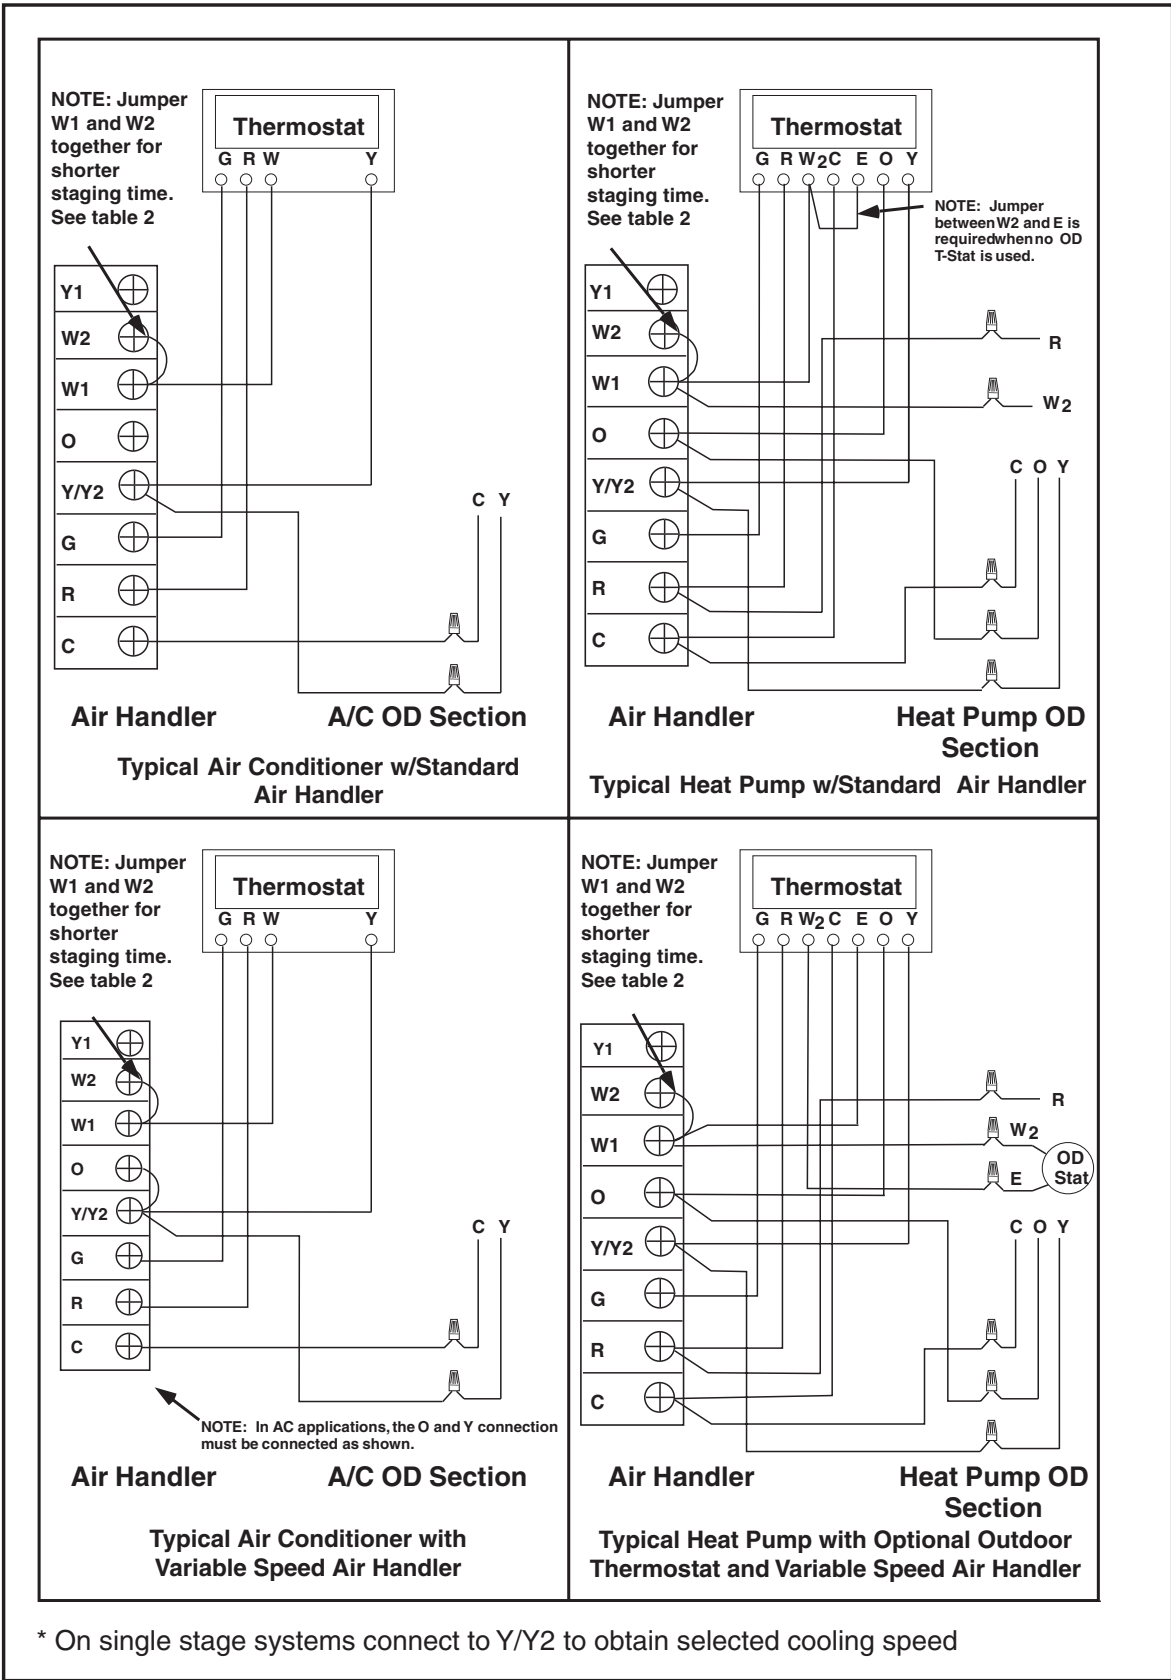 NOTE: Jumper
W1 and W2
together for
shorter
staging time.
See table 2
Thermostat
G R W Y
Y1
W2
W1
O
Y/Y2
G
R
C
C Y
Air Handler
A/C OD Section
Typical Air Conditioner w/Standard
Air Handler
NOTE: Jumper
W1 and W2
together for
shorter
staging time.
See table 2
Thermostat
G R W2 C E O Y
NOTE: Jumper
between W2 and E is
required when no OD
T-Stat is used.
Y1
W2
W1
O
Y/Y2
G
R
C
R
W2
C O Y
Air Handler
Heat Pump OD
Section
Typical Heat Pump w/Standard Air Handler
NOTE: Jumper
W1 and W2
together for
shorter
staging time.
See table 2
Thermostat
G R W Y
Y1
W2
W1
O
Y/Y2
G
R
C
C Y
NOTE: In AC applications, the O and Y connection
must be connected as shown.
Air Handler
A/C OD Section
Typical Air Conditioner with
Variable Speed Air Handler
NOTE: Jumper
W1 and W2
together for
shorter
staging time.
See table 2
Thermostat
G R W2 C E O Y
Y1
W2
W1
O
Y/Y2
G
R
C
R
W2
E
OD
Stat
C O Y
Air Handler
Heat Pump OD
Section
Typical Heat Pump with Optional Outdoor
Thermostat and Variable Speed Air Handler
* On single stage systems connect to Y/Y2 to obtain selected cooling speed